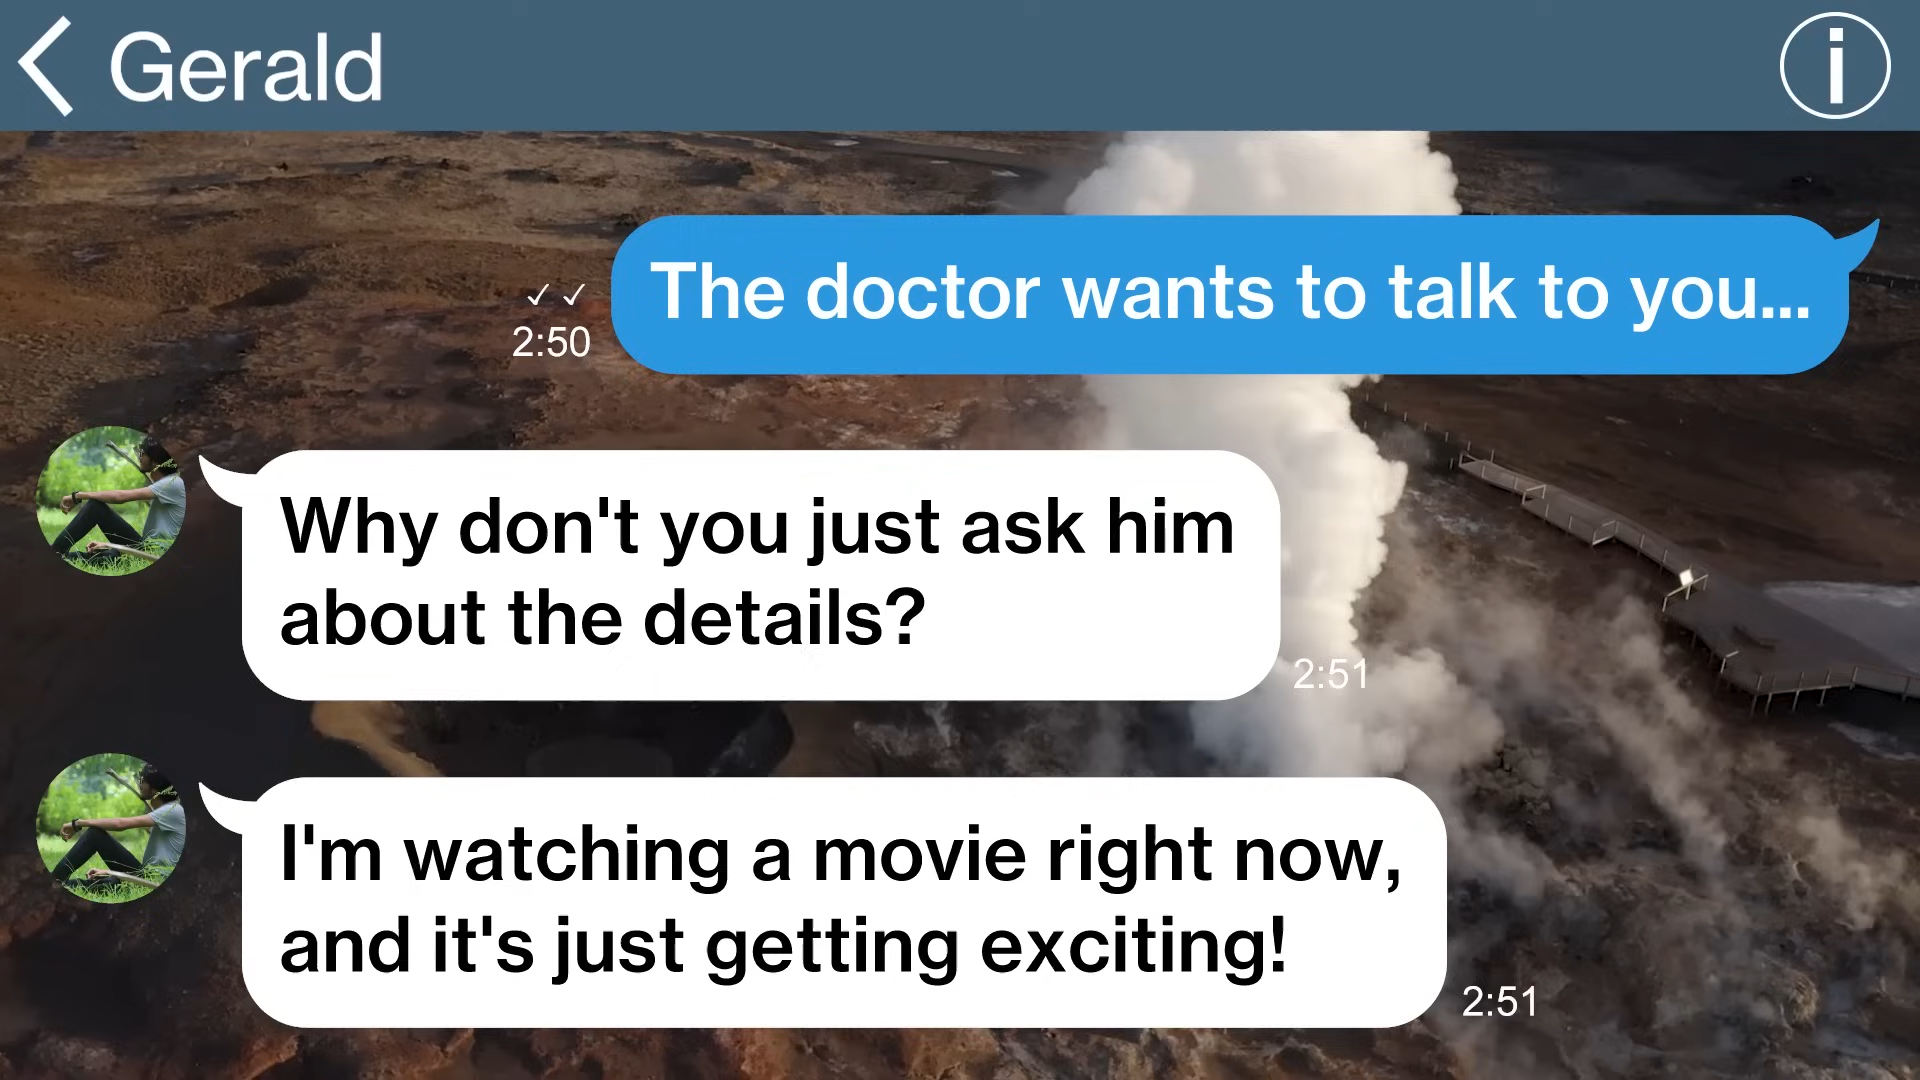 Gerald
The doctor wants to talk to you...
✓✓
2:50
Why don't you just ask him
about the details?
2:51
I'm watching a movie right now,
and it's just getting exciting!
2:51